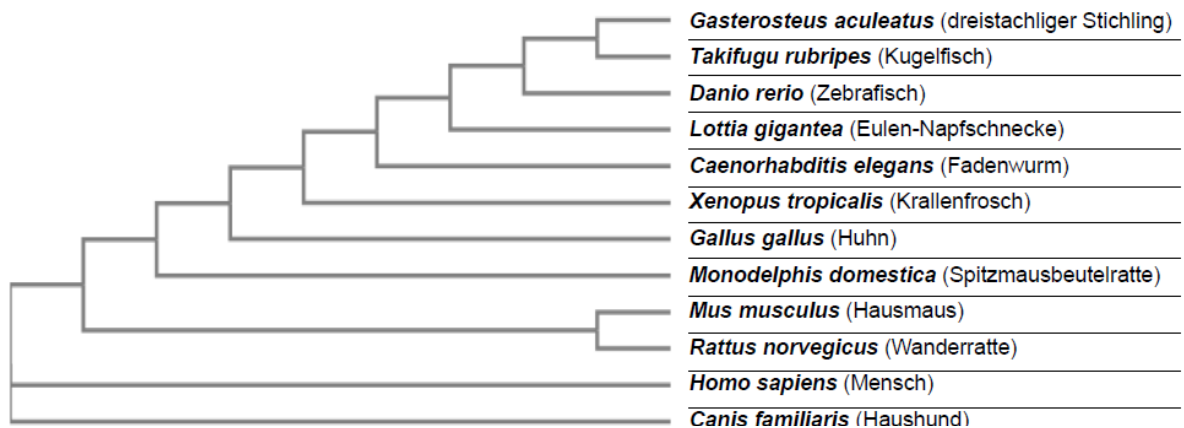 Gasterosteus aculeatus (dreistachliger Stichling)
Takifugu rubripes (Kugelfisch)
Danio rerio (Zebrafisch)
Lottia gigantea (Eulen-Napfschnecke)
Caenorhabditis elegans (Fadenwurm)
Xenopus tropicalis (Krallenfrosch)
Gallus gallus (Huhn)
Monodelphis domestica (Spitzmausbeutelratte)
Mus musculus (Hausmaus)
Rattus norvegicus (Wanderratte)
Homo sapiens (Mensch)
Canis familiaris (Haushund)